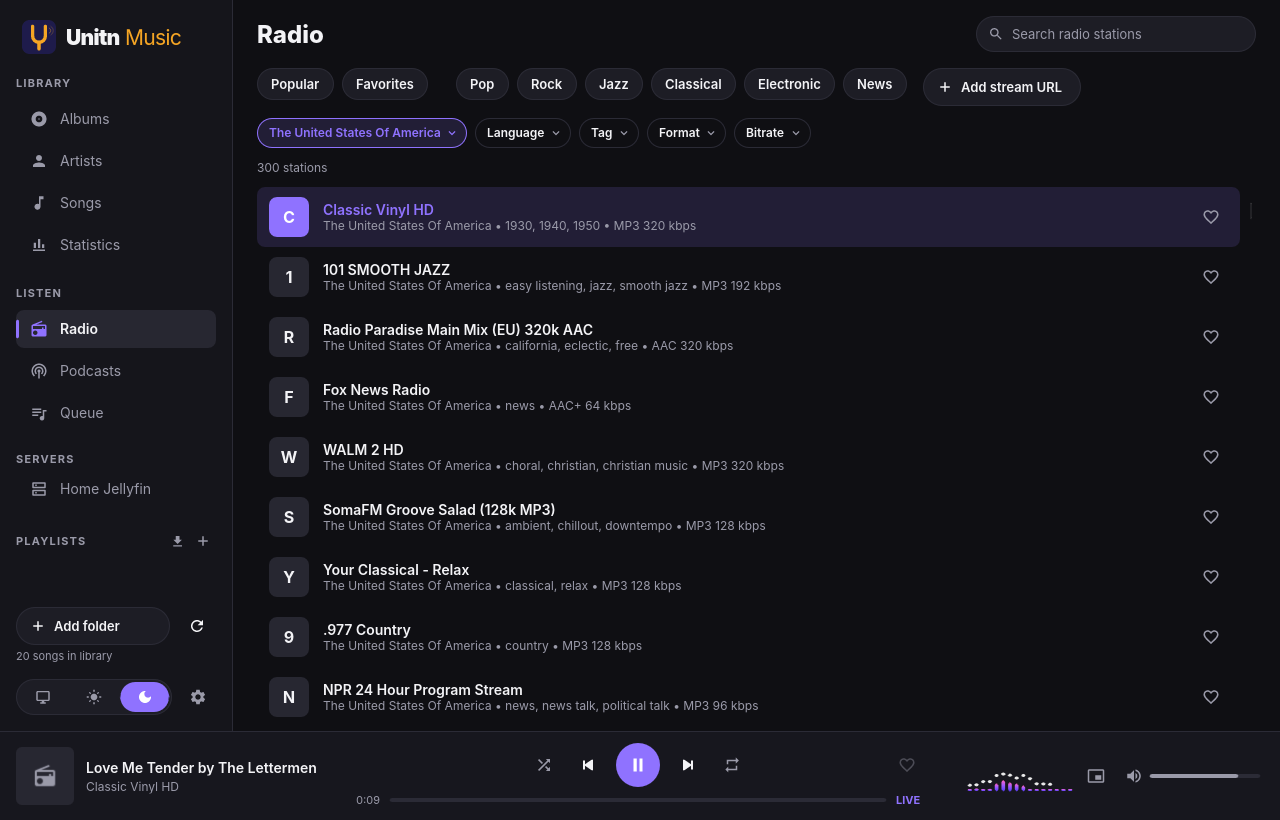 Unitn Music
LIBRARY
Albums
Artists
Songs
Statistics
LISTEN
Radio
Podcasts
Queue
SERVERS
Home Jellyfin
PLAYLISTS
Add folder
20 songs in library
Radio
Search radio stations
Popular Favorites Pop Rock Jazz Classical Electronic News Add stream URL
The United States Of America Language Tag Format Bitrate
300 stations
C
Classic Vinyl HD
The United States Of America • 1930, 1940, 1950 • MP3 320 kbps
1
101 SMOOTH JAZZ
The United States Of America • easy listening, jazz, smooth jazz • MP3 192 kbps
R
Radio Paradise Main Mix (EU) 320k AAC
The United States Of America • california, eclectic, free • AAC 320 kbps
F
Fox News Radio
The United States Of America • news • AAC+ 64 kbps
W
WALM 2 HD
The United States Of America • choral, christian, christian music • MP3 320 kbps
S
SomaFM Groove Salad (128k MP3)
The United States Of America • ambient, chillout, downtempo • MP3 128 kbps
Y
Your Classical - Relax
The United States Of America • classical, relax • MP3 128 kbps
9
.977 Country
The United States Of America • country • MP3 128 kbps
N
NPR 24 Hour Program Stream
The United States Of America • news, news talk, political talk • MP3 96 kbps
Love Me Tender by The Lettermen
Classic Vinyl HD
0:09
LIVE